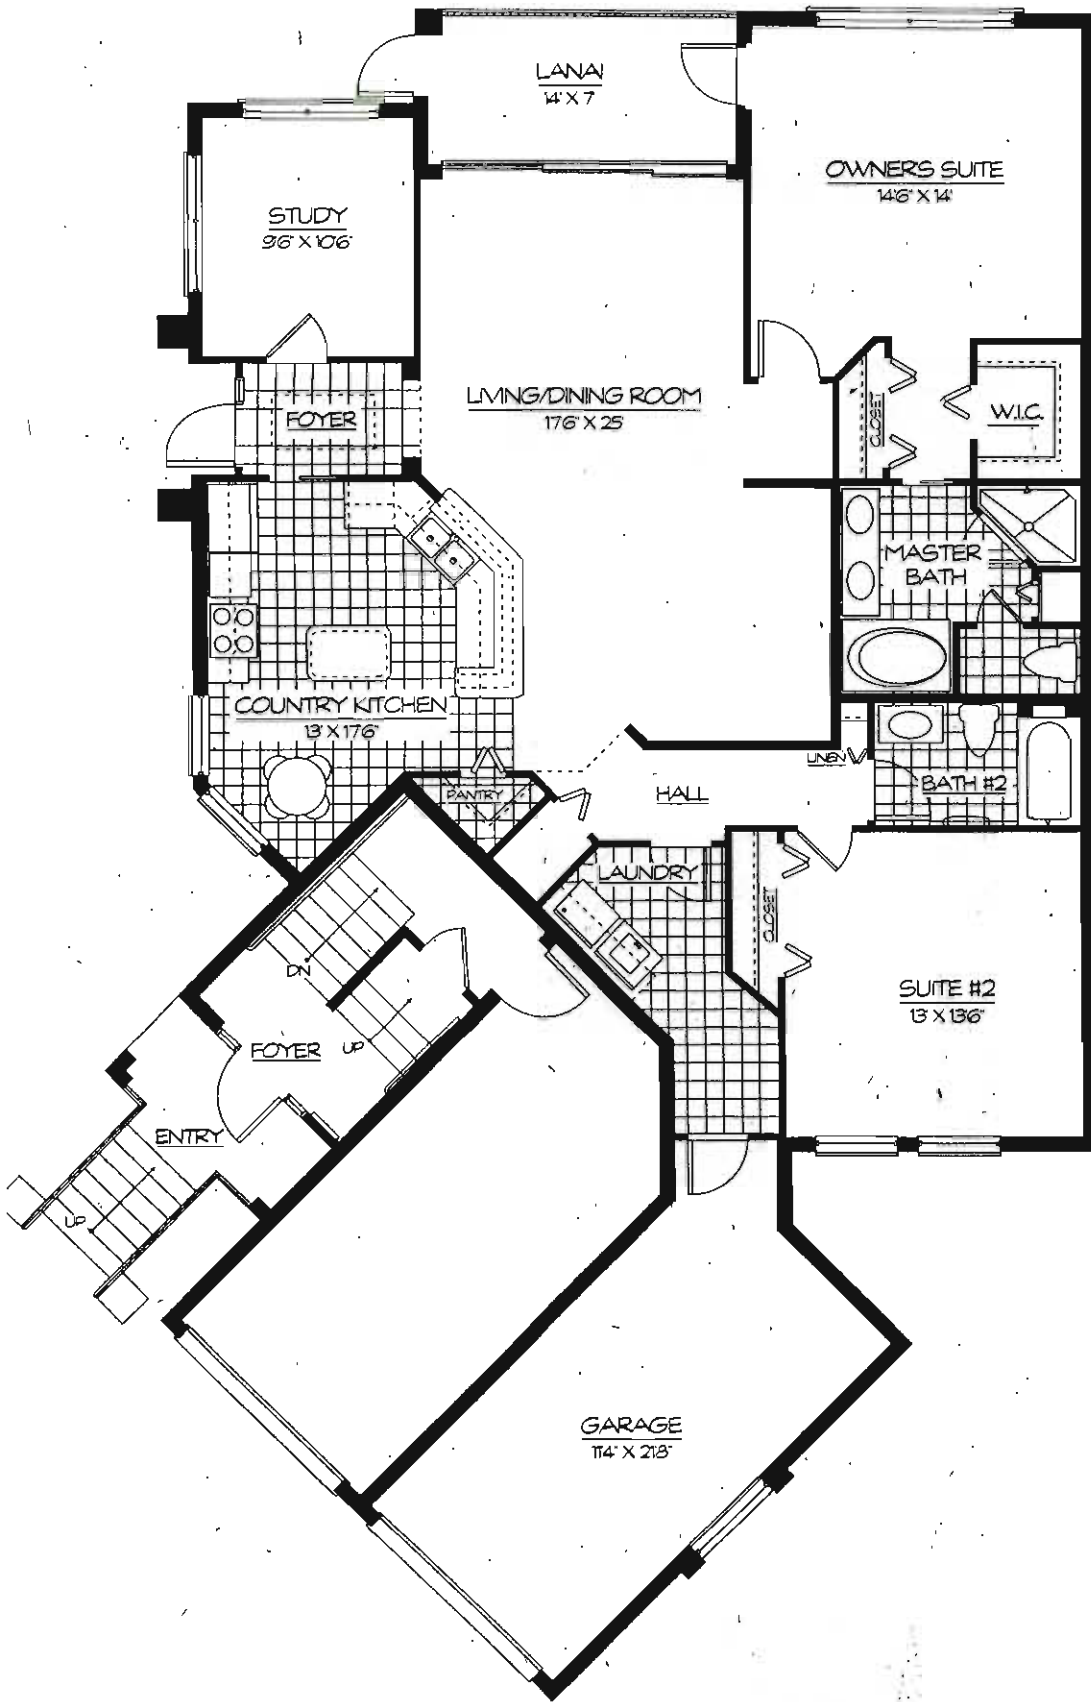 LANAI
14' X 7'
OWNER'S SUITE
14'6" X 14'
STUDY
9'6" X 10'6"
LIVING/DINING ROOM
17'6" X 25'
FOYER
CLOSET
W.I.C.
MASTER
BATH
COUNTRY KITCHEN
13' X 17'6"
LINEN
BATH #2
PANTRY
HALL
LAUNDRY
CLOSET
DN
SUITE #2
13' X 13'6"
FOYER
UP
ENTRY
UP
GARAGE
11'4" X 21'8"